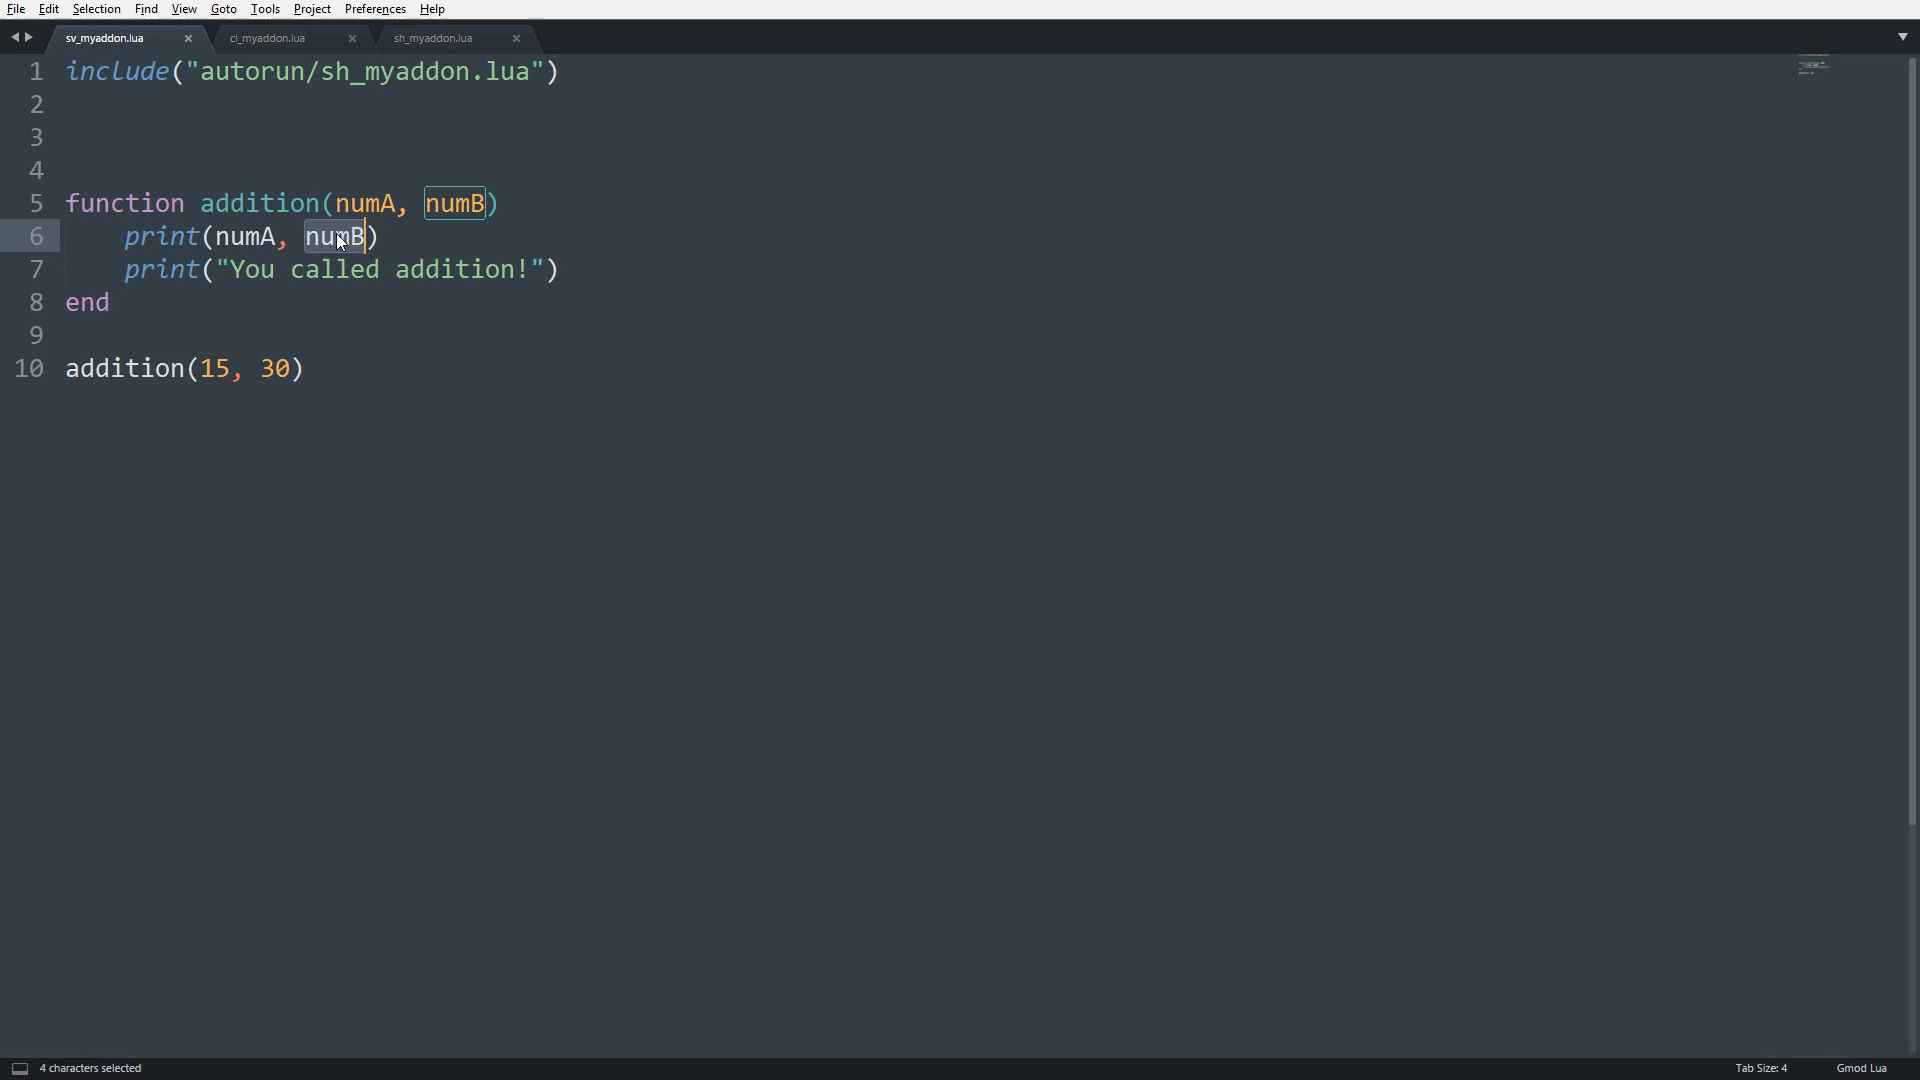 File Edit Selection Find View Goto Tools Project Preferences Help
sv_myaddon.lua cl_myaddon.lua sh_myaddon.lua
1 include("autorun/sh_myaddon.lua")
2
3
4
5 function addition(numA, numB)
6 print(numA, numB)
7 print("You called addition!")
8 end
9
10 addition(15, 30)
4 characters selected Tab Size: 4 Gmod Lua